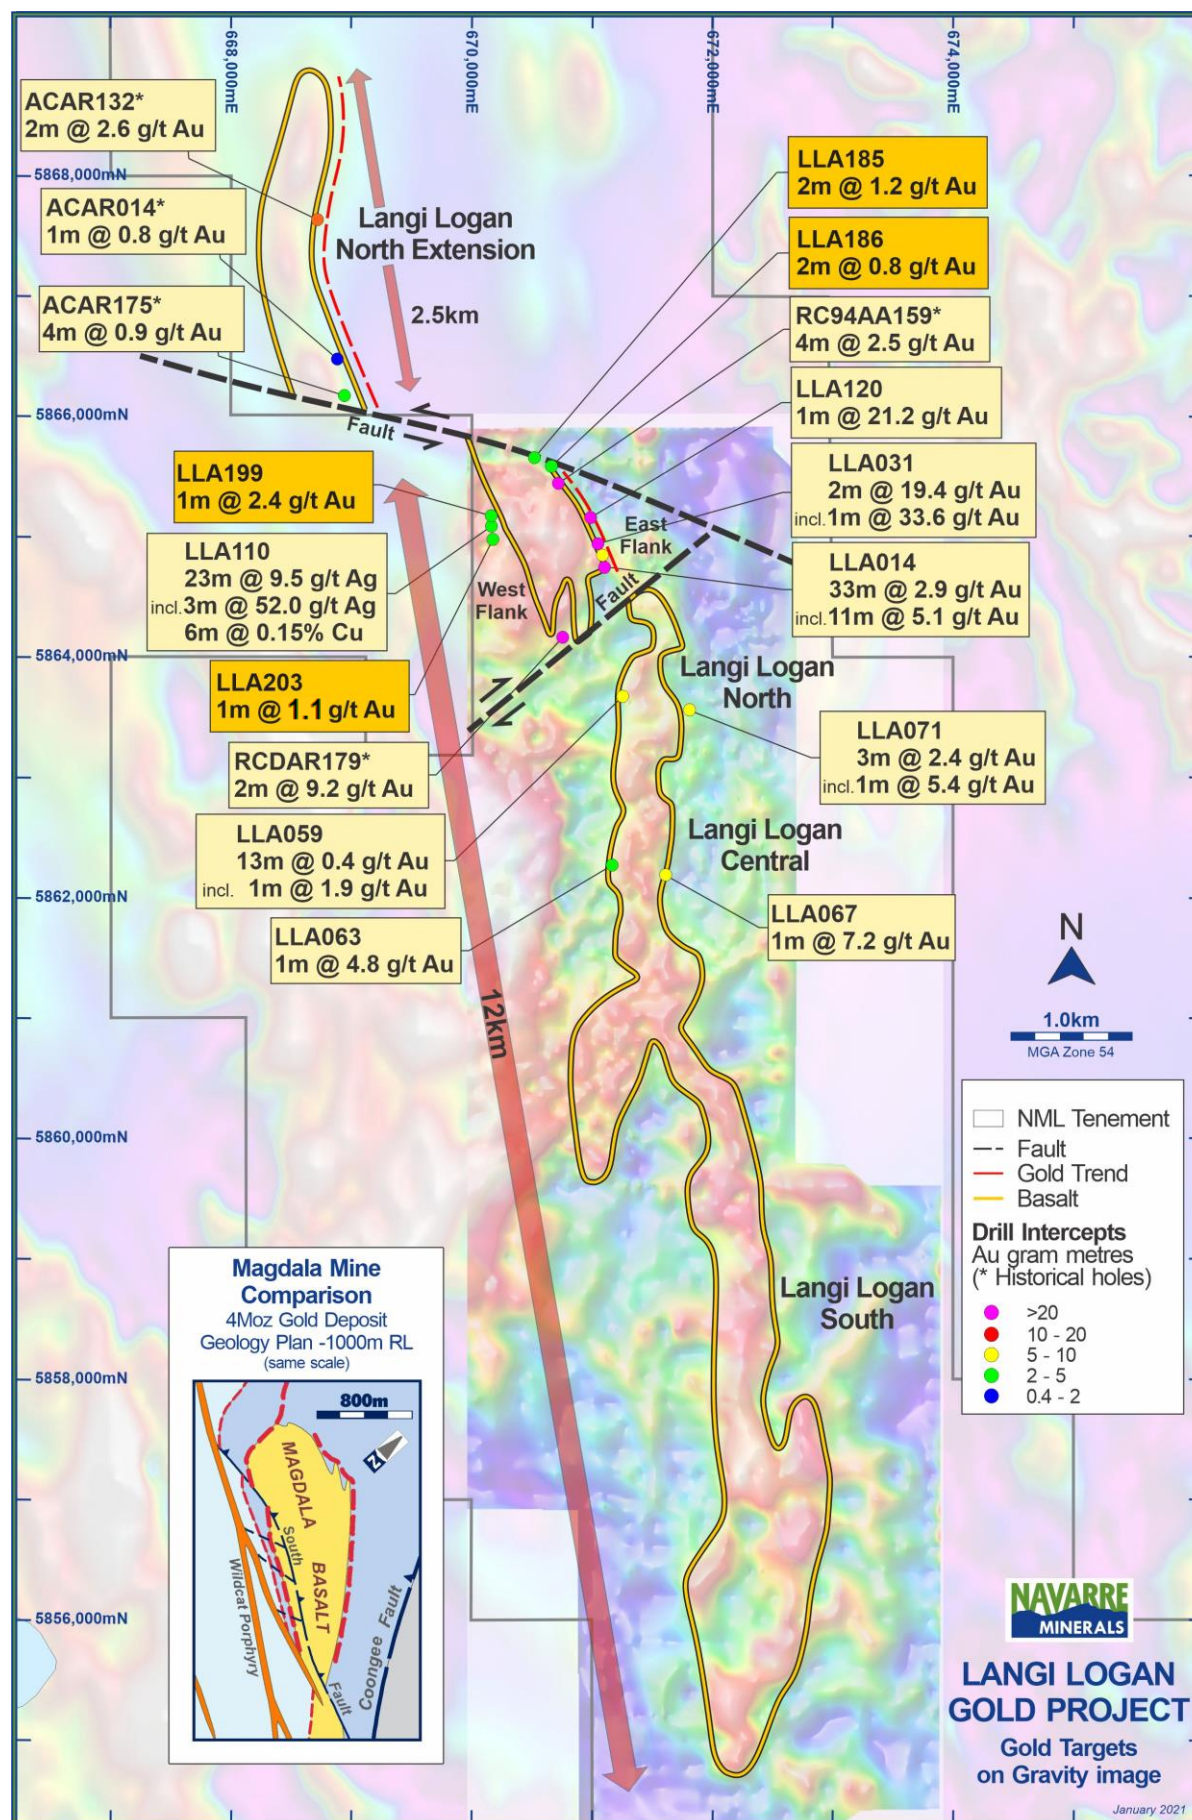 668,000mE
670,000mE
672,000mE
674,000mE
5868,000mN
5866,000mN
5864,000mN
5862,000mN
5860,000mN
5858,000mN
5856,000mN
ACAR132*
2m @ 2.6 g/t Au
ACAR014*
1m @ 0.8 g/t Au
ACAR175*
4m @ 0.9 g/t Au
Langi Logan
North Extension
2.5km
LLA185
2m @ 1.2 g/t Au
LLA186
2m @ 0.8 g/t Au
RC94AA159*
4m @ 2.5 g/t Au
LLA120
1m @ 21.2 g/t Au
LLA031
2m @ 19.4 g/t Au
incl. 1m @ 33.6 g/t Au
LLA014
33m @ 2.9 g/t Au
incl. 11m @ 5.1 g/t Au
Fault
LLA199
1m @ 2.4 g/t Au
East
Flank
West
Flank
Fault
LLA110
23m @ 9.5 g/t Ag
incl. 3m @ 52.0 g/t Ag
6m @ 0.15% Cu
LLA203
1m @ 1.1 g/t Au
RCDAR179*
2m @ 9.2 g/t Au
Langi Logan
North
LLA071
3m @ 2.4 g/t Au
incl. 1m @ 5.4 g/t Au
LLA059
13m @ 0.4 g/t Au
incl. 1m @ 1.9 g/t Au
Langi Logan
Central
LLA063
1m @ 4.8 g/t Au
LLA067
1m @ 7.2 g/t Au
12km
N
1.0km
MGA Zone 54
NML Tenement
Fault
Gold Trend
Basalt
Drill Intercepts
Au gram metres
(* Historical holes)
>20
10 - 20
5 - 10
2 - 5
0.4 - 2
Langi Logan
South
Magdala Mine
Comparison
4Moz Gold Deposit
Geology Plan -1000m RL
(same scale)
800m
N
MAGDALA
BASALT
South
Fault
Wildcat Porphyry
Coongee Fault
NAVARRE
MINERALS
LANGI LOGAN
GOLD PROJECT
Gold Targets
on Gravity image
January 2021